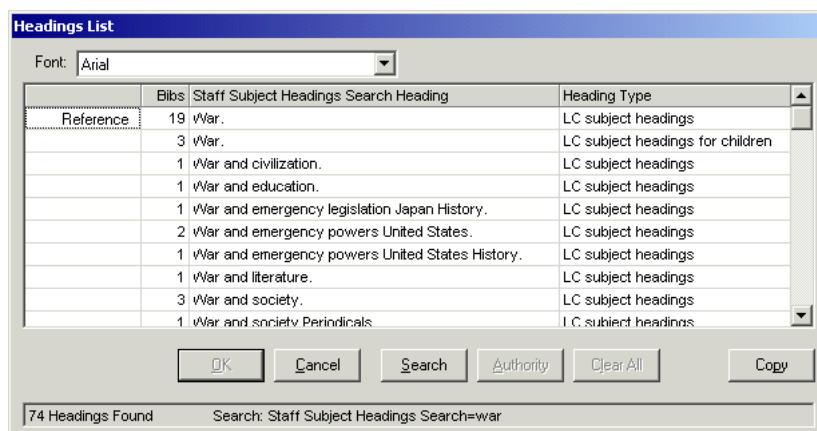 Headings List
Font: Arial
Bibs Staff Subject Headings Search Heading Heading Type
Reference 19 War. LC subject headings
3 War. LC subject headings for children
1 War and civilization. LC subject headings
1 War and education. LC subject headings
1 War and emergency legislation Japan History. LC subject headings
2 War and emergency powers United States. LC subject headings
1 War and emergency powers United States History. LC subject headings
1 War and literature. LC subject headings
3 War and society. LC subject headings
1 War and society Periodicals LC subject headings
OK Cancel Search Authority Clear All Copy
74 Headings Found Search: Staff Subject Headings Search=war